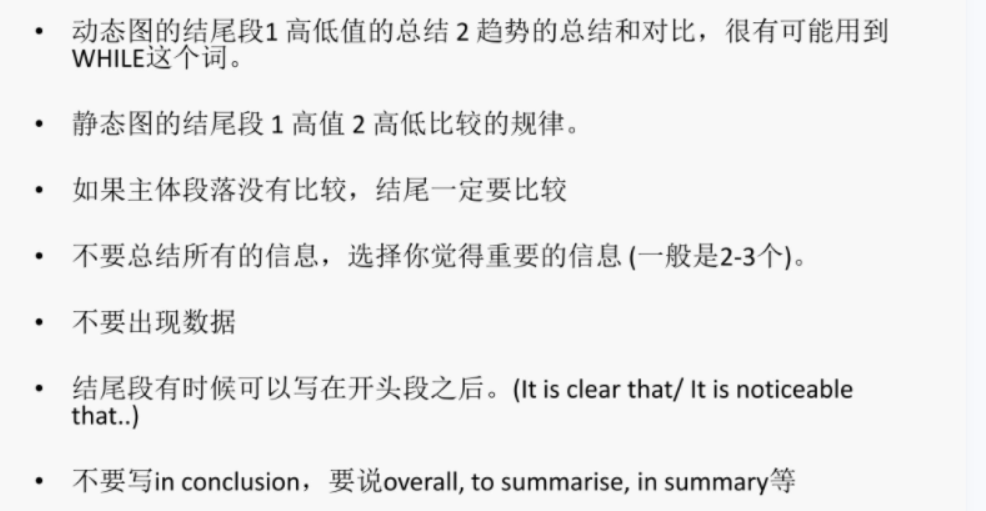 • 动态图的结尾段1 高低值的总结 2 趋势的总结和对比，很有可能用到
WHILE这个词。
• 静态图的结尾段 1 高值 2 高低比较的规律。
• 如果主体段落没有比较，结尾一定要比较
• 不要总结所有的信息，选择你觉得重要的信息 (一般是2-3个)。
• 不要出现数据
• 结尾段有时候可以写在开头段之后。(It is clear that/ It is noticeable
that..)
• 不要写in conclusion，要说overall, to summarise, in summary等